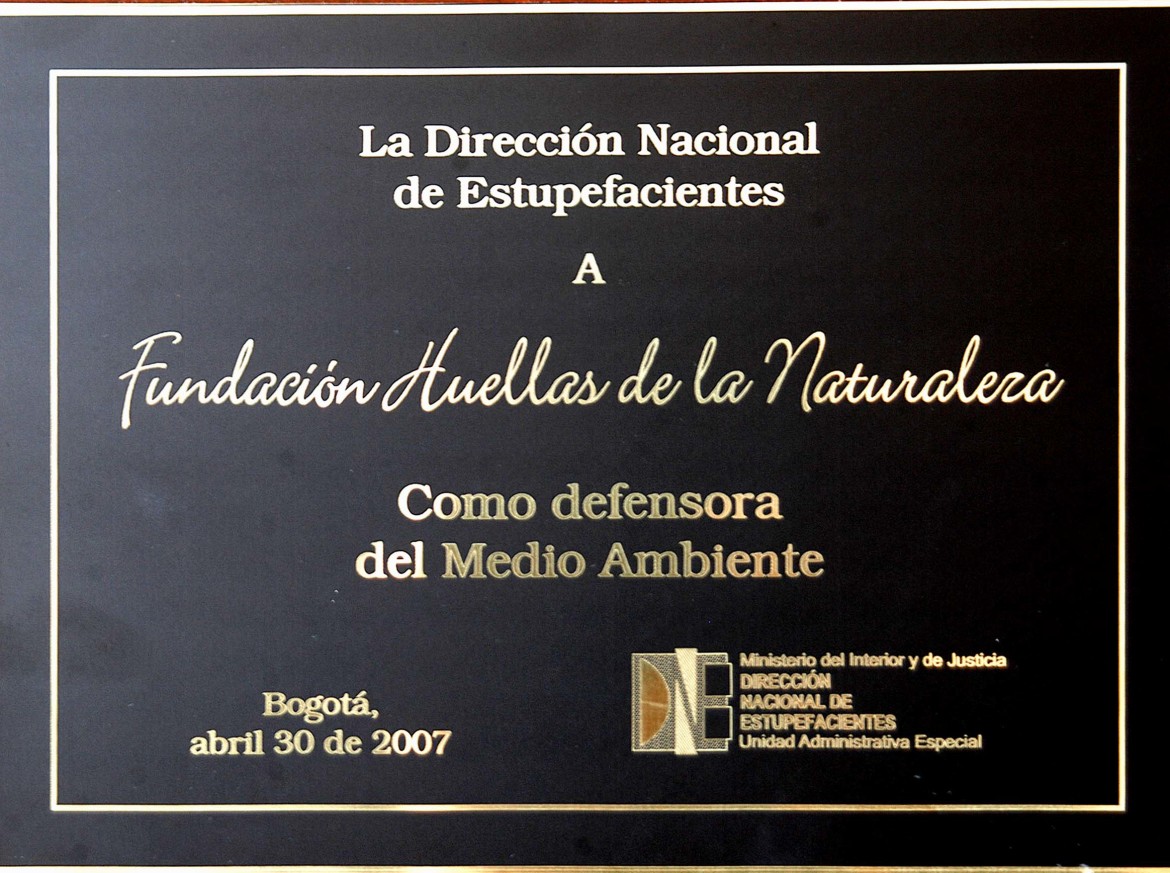 La Dirección Nacional
de Estupefacientes
A
Fundación Huellas de la Naturaleza
Como defensora
del Medio Ambiente
Bogotá,
abril 30 de 2007
DNE
Ministerio del Interior y de Justicia
DIRECCIÓN
NACIONAL DE
ESTUPEFACIENTES
Unidad Administrativa Especial